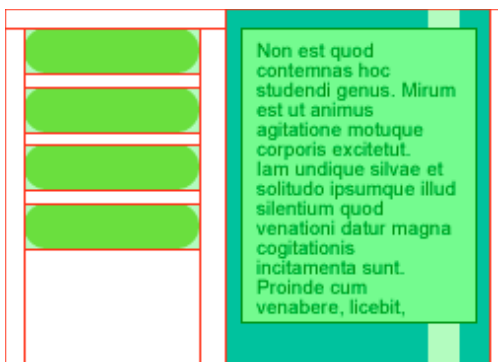 Non est quod
contemnas hoc
studendi genus. Mirum
est ut animus
agitatione motuque
corporis excitetut.
Iam undique silvae et
solitudo ipsumque illud
silentium quod
venationi datur magna
cogitationis
incitamenta sunt.
Proinde cum
venabere, licebit,